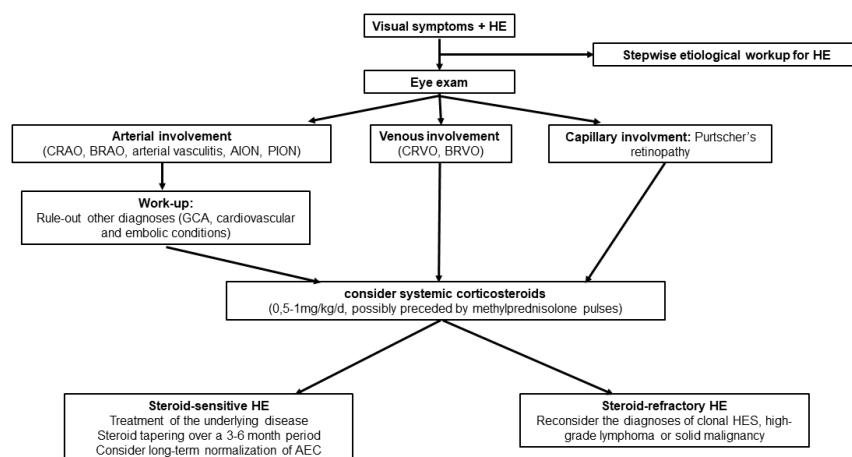 Visual symptoms + HE
Stepwise etiological workup for HE
Eye exam
Arterial involvement
(CRAO, BRAO, arterial vasculitis, AION, PION)
Venous involvement
(CRVO, BRVO)
Capillary involvment: Purtscher's
retinopathy
Work-up:
Rule-out other diagnoses (GCA, cardiovascular
and embolic conditions)
consider systemic corticosteroids
(0,5-1mg/kg/d, possibly preceded by methylprednisolone pulses)
Steroid-sensitive HE
Treatment of the underlying disease
Steroid tapering over a 3-6 month period
Consider long-term normalization of AEC
Steroid-refractory HE
Reconsider the diagnoses of clonal HES, high-
grade lymphoma or solid malignancy